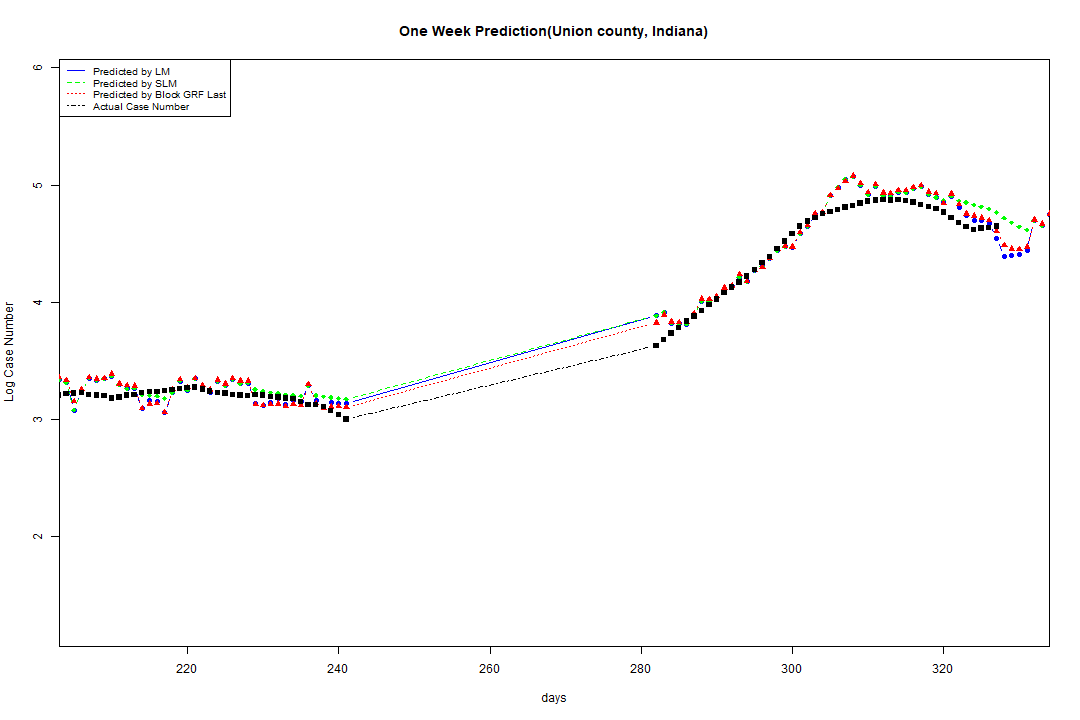 One Week Prediction(Union county, Indiana)
Predicted by LM
Predicted by SLM
Predicted by Block GRF Last
Actual Case Number
6
5
4
3
2
Log Case Number
220 240 260 280 300 320
days